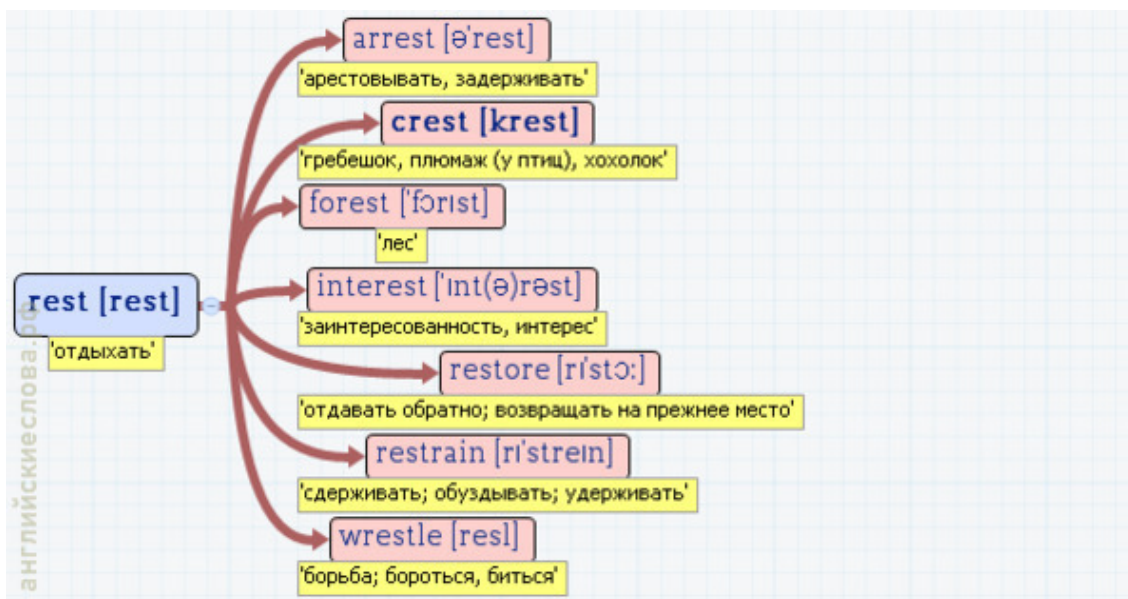 arrest [ə'rest]
'арестовывать, задерживать'
crest [krest]
'гребешок, плюмаж (у птиц), хохолок'
forest ['fɔrɪst]
'лес'
interest ['ɪnt(ə)rəst]
'заинтересованность, интерес'
rest [rest]
'отдыхать'
restore [rɪ'stɔ:]
'отдавать обратно; возвращать на прежнее место'
restrain [rɪ'streɪn]
'сдерживать; обуздывать; удерживать'
wrestle [resl]
'борьба; бороться, биться'
английскиеслова.рф